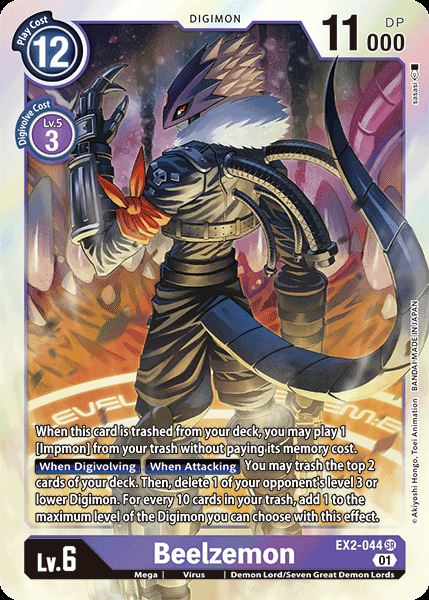 Play Cost
12
DIGIMON
11000
DP
Digivolve Cost
Lv.5
3
sasasi
When this card is trashed from your deck, you may play 1
[Impmon] from your trash without paying its memory cost.
When Digivolving When Attacking You may trash the top 2
cards of your deck. Then, delete 1 of your opponent's level 3 or
lower Digimon. For every 10 cards in your trash, add 1 to the
maximum level of the Digimon you can choose with this effect.
©Akiyoshi Hongo, Toei Animation BANDAI·MADE IN JAPAN
Lv.6
Beelzemon
EX2-044 SR
01
Mega | Virus | Demon Lord/Seven Great Demon Lords